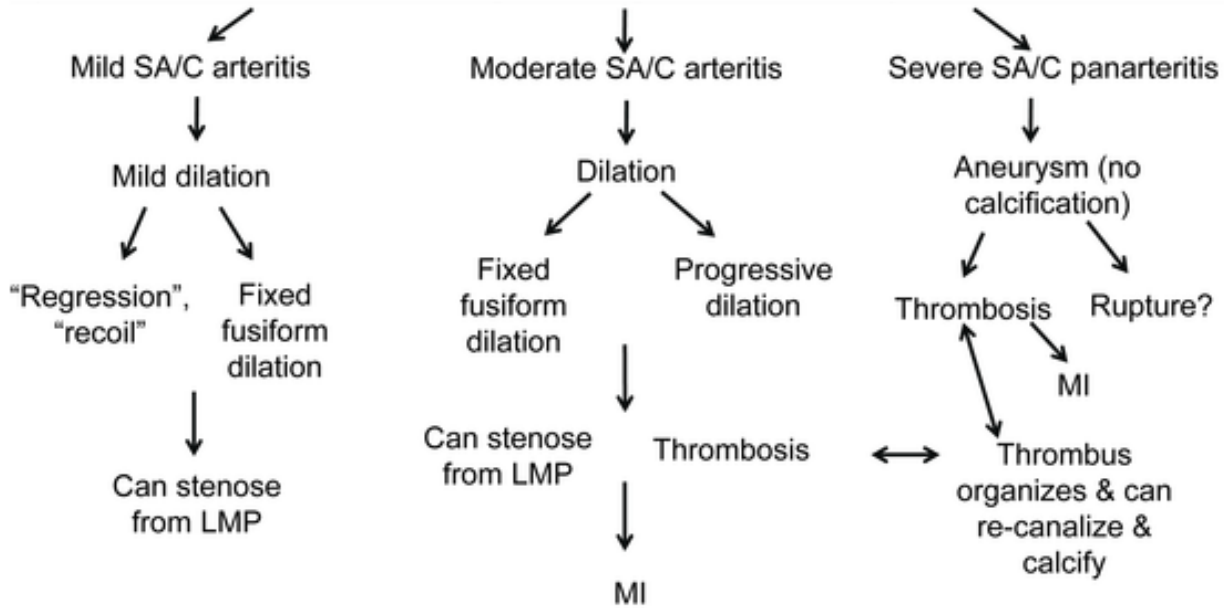 Mild SA/C arteritis
Moderate SA/C arteritis
Severe SA/C panarteritis
Mild dilation
Dilation
Aneurysm (no
calcification)
“Regression”,
“recoil”
Fixed
fusiform
dilation
Fixed
fusiform
dilation
Progressive
dilation
Thrombosis
Rupture?
MI
Can stenose
from LMP
Can stenose
from LMP
Thrombosis
Thrombus
organizes & can
re-canalize &
calcify
MI